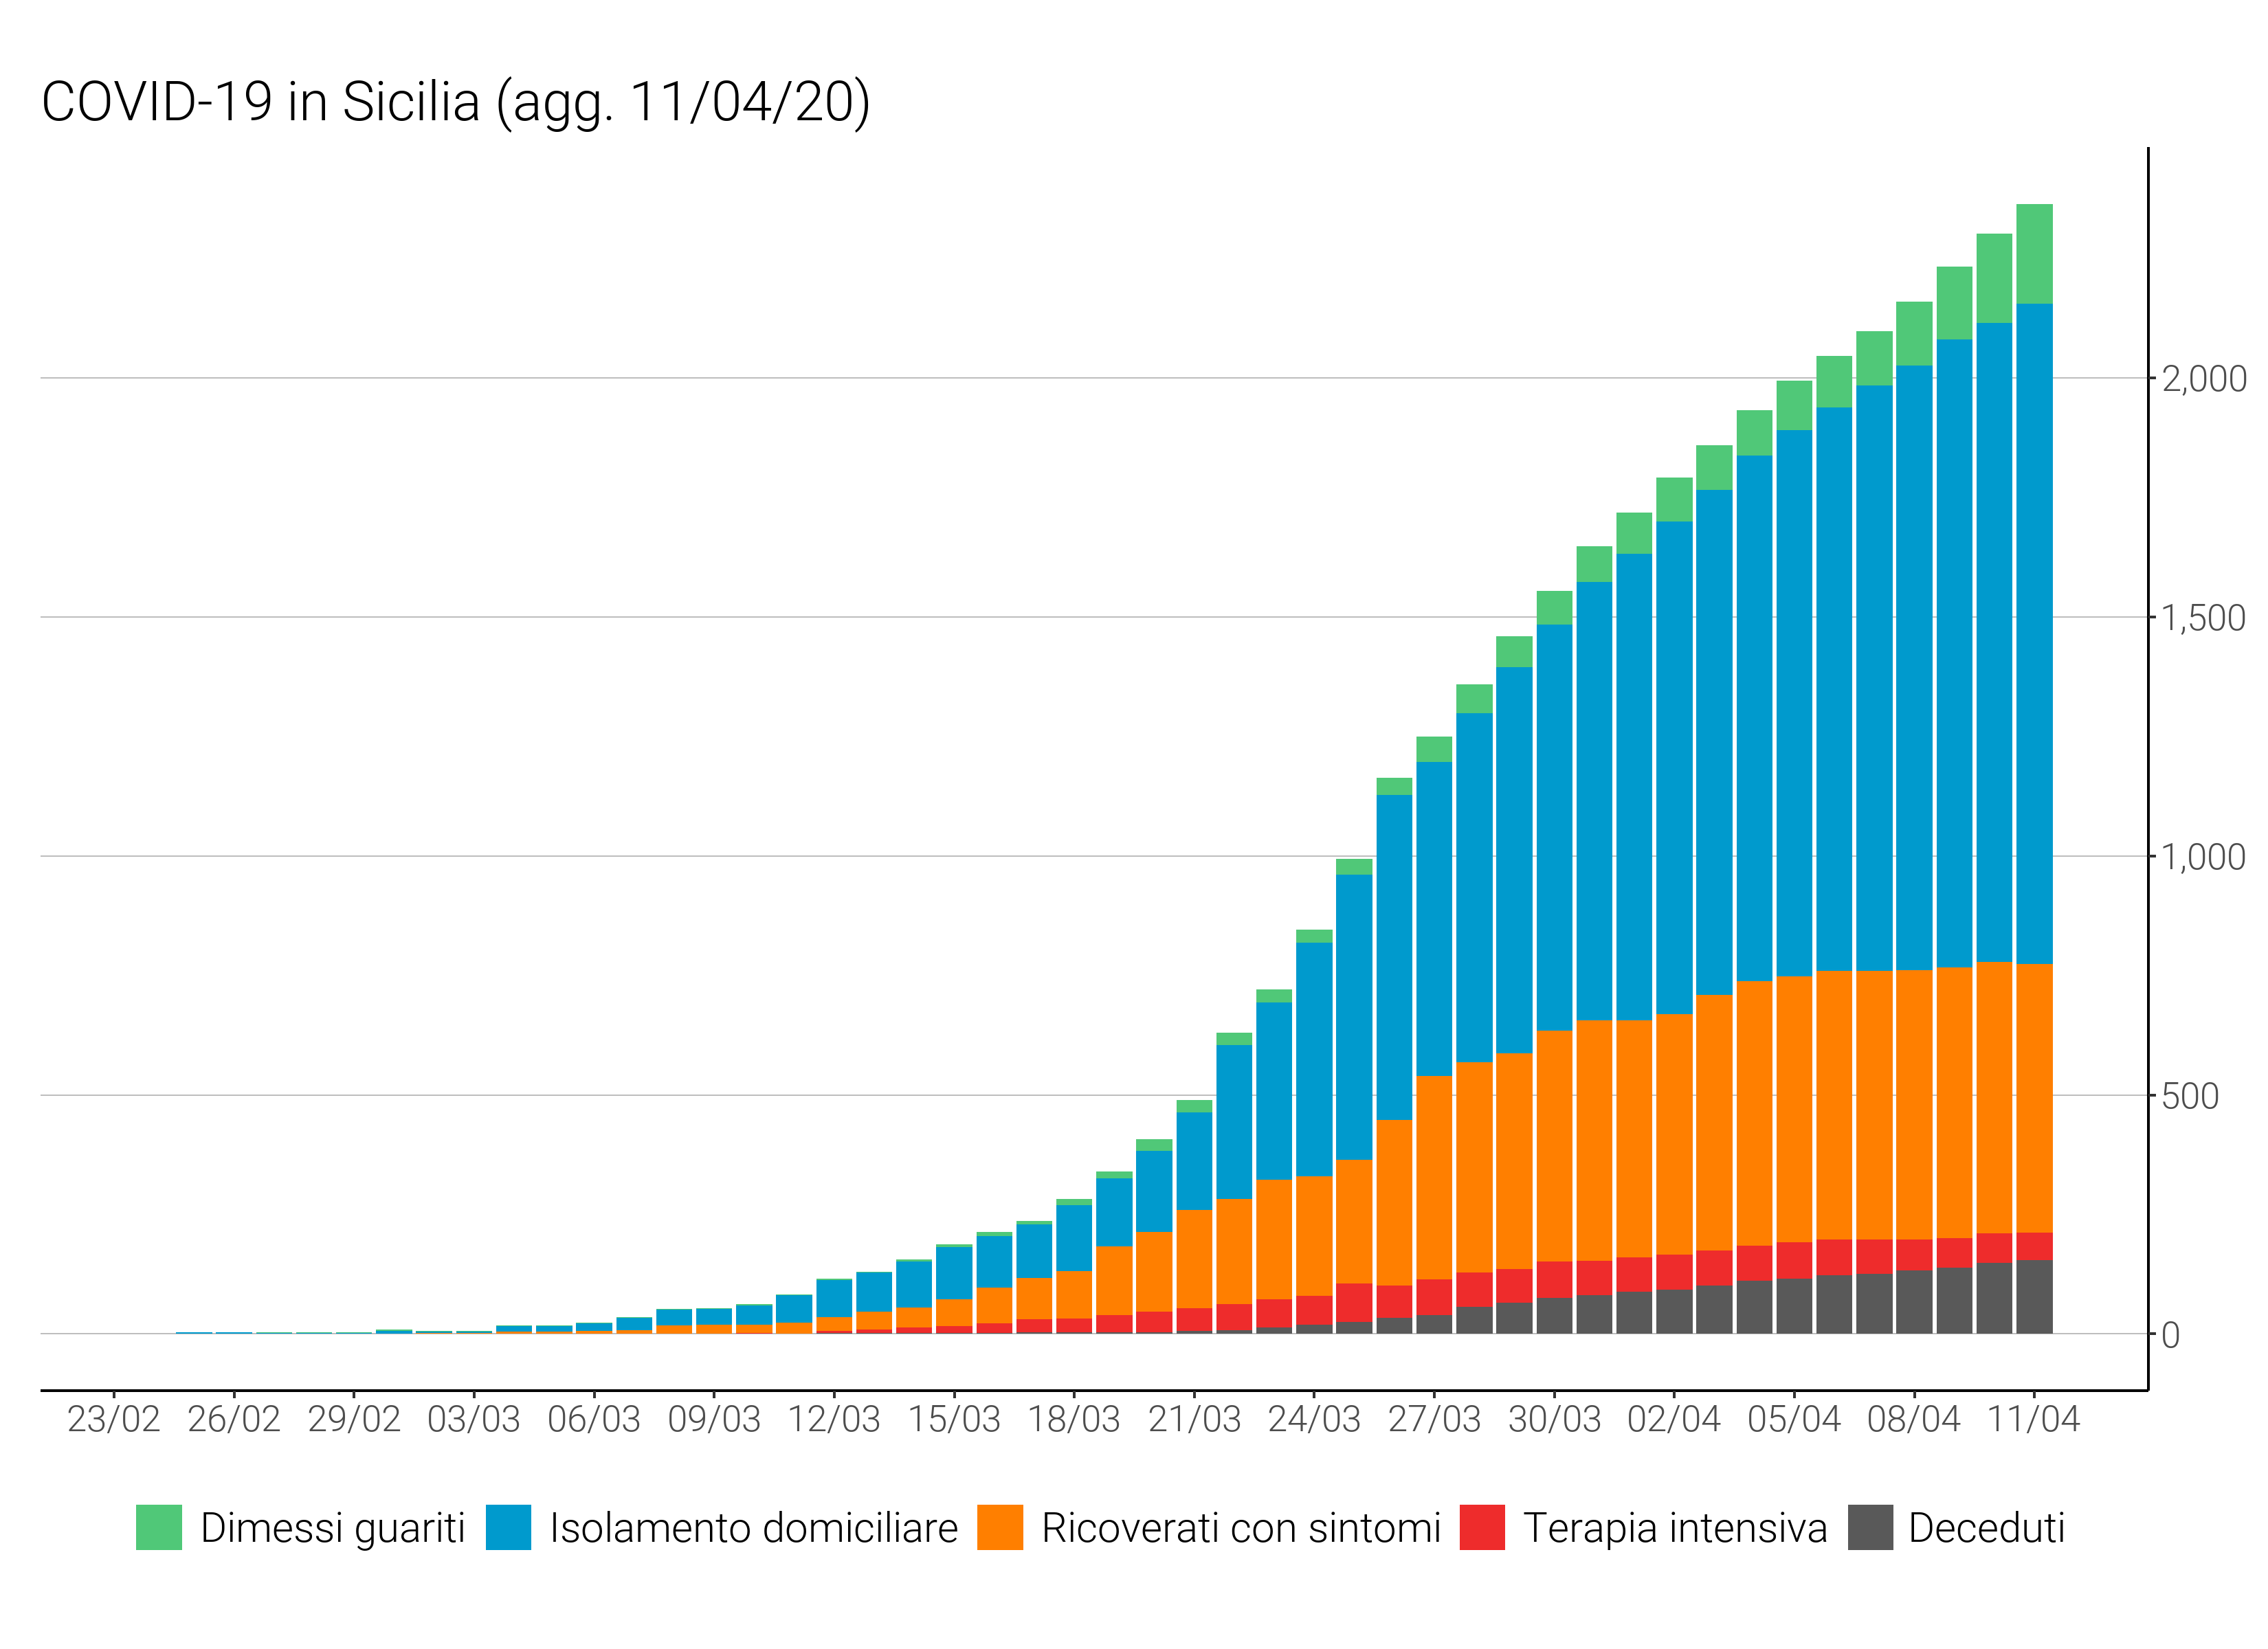 COVID-19 in Sicilia (agg. 11/04/20)
2,000
1,500
1,000
500
0
23/02 26/02 29/02 03/03 06/03 09/03 12/03 15/03 18/03 21/03 24/03 27/03 30/03 02/04 05/04 08/04 11/04
Dimessi guariti Isolamento domiciliare Ricoverati con sintomi Terapia intensiva Deceduti